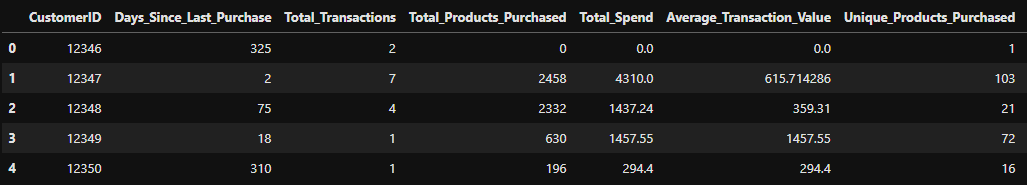 CustomerID Days_Since_Last_Purchase Total_Transactions Total_Products_Purchased Total_Spend Average_Transaction_Value Unique_Products_Purchased
0 12346 325 2 0 0.0 0.0 1
1 12347 2 7 2458 4310.0 615.714286 103
2 12348 75 4 2332 1437.24 359.31 21
3 12349 18 1 630 1457.55 1457.55 72
4 12350 310 1 196 294.4 294.4 16